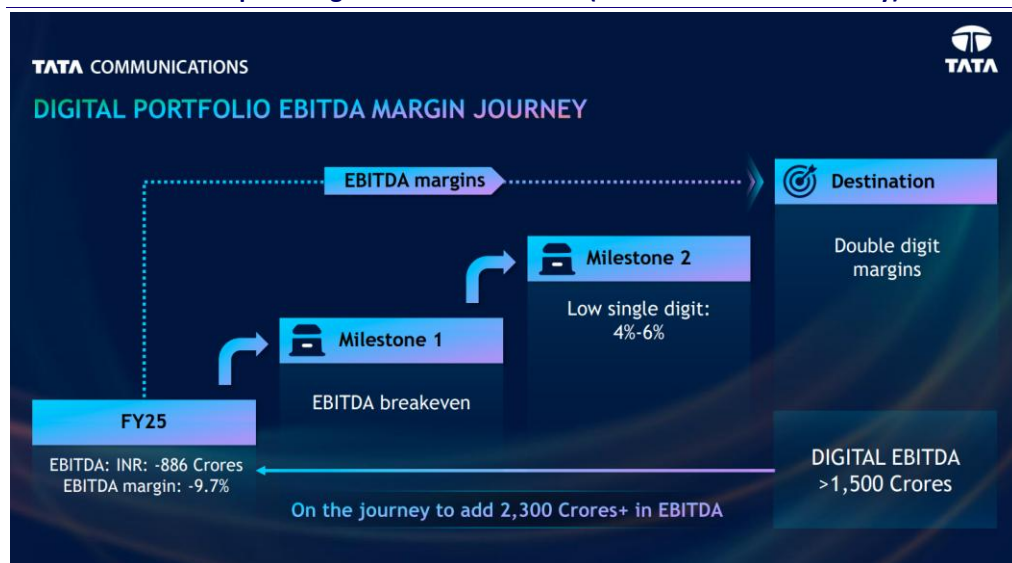 TATA COMMUNICATIONS
TATA
DIGITAL PORTFOLIO EBITDA MARGIN JOURNEY
EBITDA margins
Destination
Double digit
margins
Milestone 2
Low single digit:
4%-6%
Milestone 1
EBITDA breakeven
FY25
EBITDA: INR: -886 Crores
EBITDA margin: -9.7%
DIGITAL EBITDA
>1,500 Crores
On the journey to add 2,300 Crores+ in EBITDA